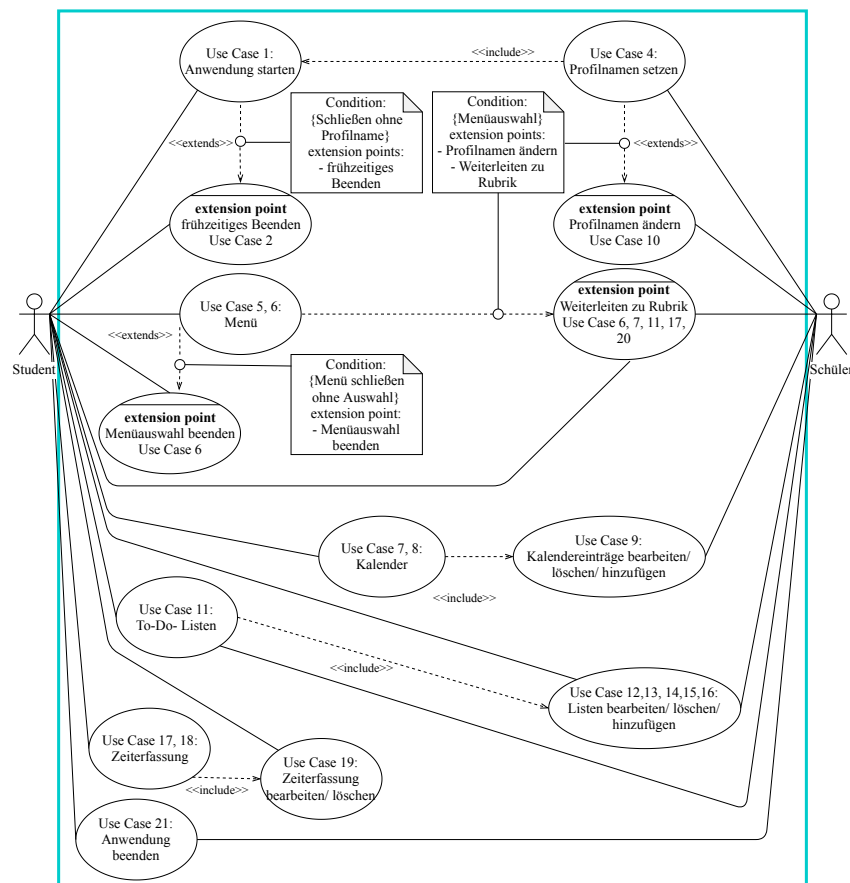 Use Case 1:
Anwendung starten
<<include>>
Use Case 4:
Profilnamen setzen
<<extends>>
Condition:
{Schließen ohne
Profilname}
extension points:
- frühzeitiges
Beenden
Condition:
{Menüauswahl}
extension points:
- Profilnamen ändern
- Weiterleiten zu
Rubrik
<<extends>>
extension point
frühzeitiges Beenden
Use Case 2
extension point
Profilnamen ändern
Use Case 10
Use Case 5, 6:
Menü
extension point
Weiterleiten zu Rubrik
Use Case 6, 7, 11, 17,
20
Student
Schüler
<<extends>>
Condition:
{Menü schließen
ohne Auswahl}
extension point:
- Menüauswahl
beenden
extension point
Menüauswahl beenden
Use Case 6
Use Case 7, 8:
Kalender
Use Case 9:
Kalendereinträge bearbeiten/
löschen/ hinzufügen
<<include>>
Use Case 11:
To-Do- Listen
<<include>>
Use Case 12,13, 14,15,16:
Listen bearbeiten/ löschen/
hinzufügen
Use Case 17, 18:
Zeiterfassung
<<include>>
Use Case 19:
Zeiterfassung
bearbeiten/ löschen
Use Case 21:
Anwendung
beenden